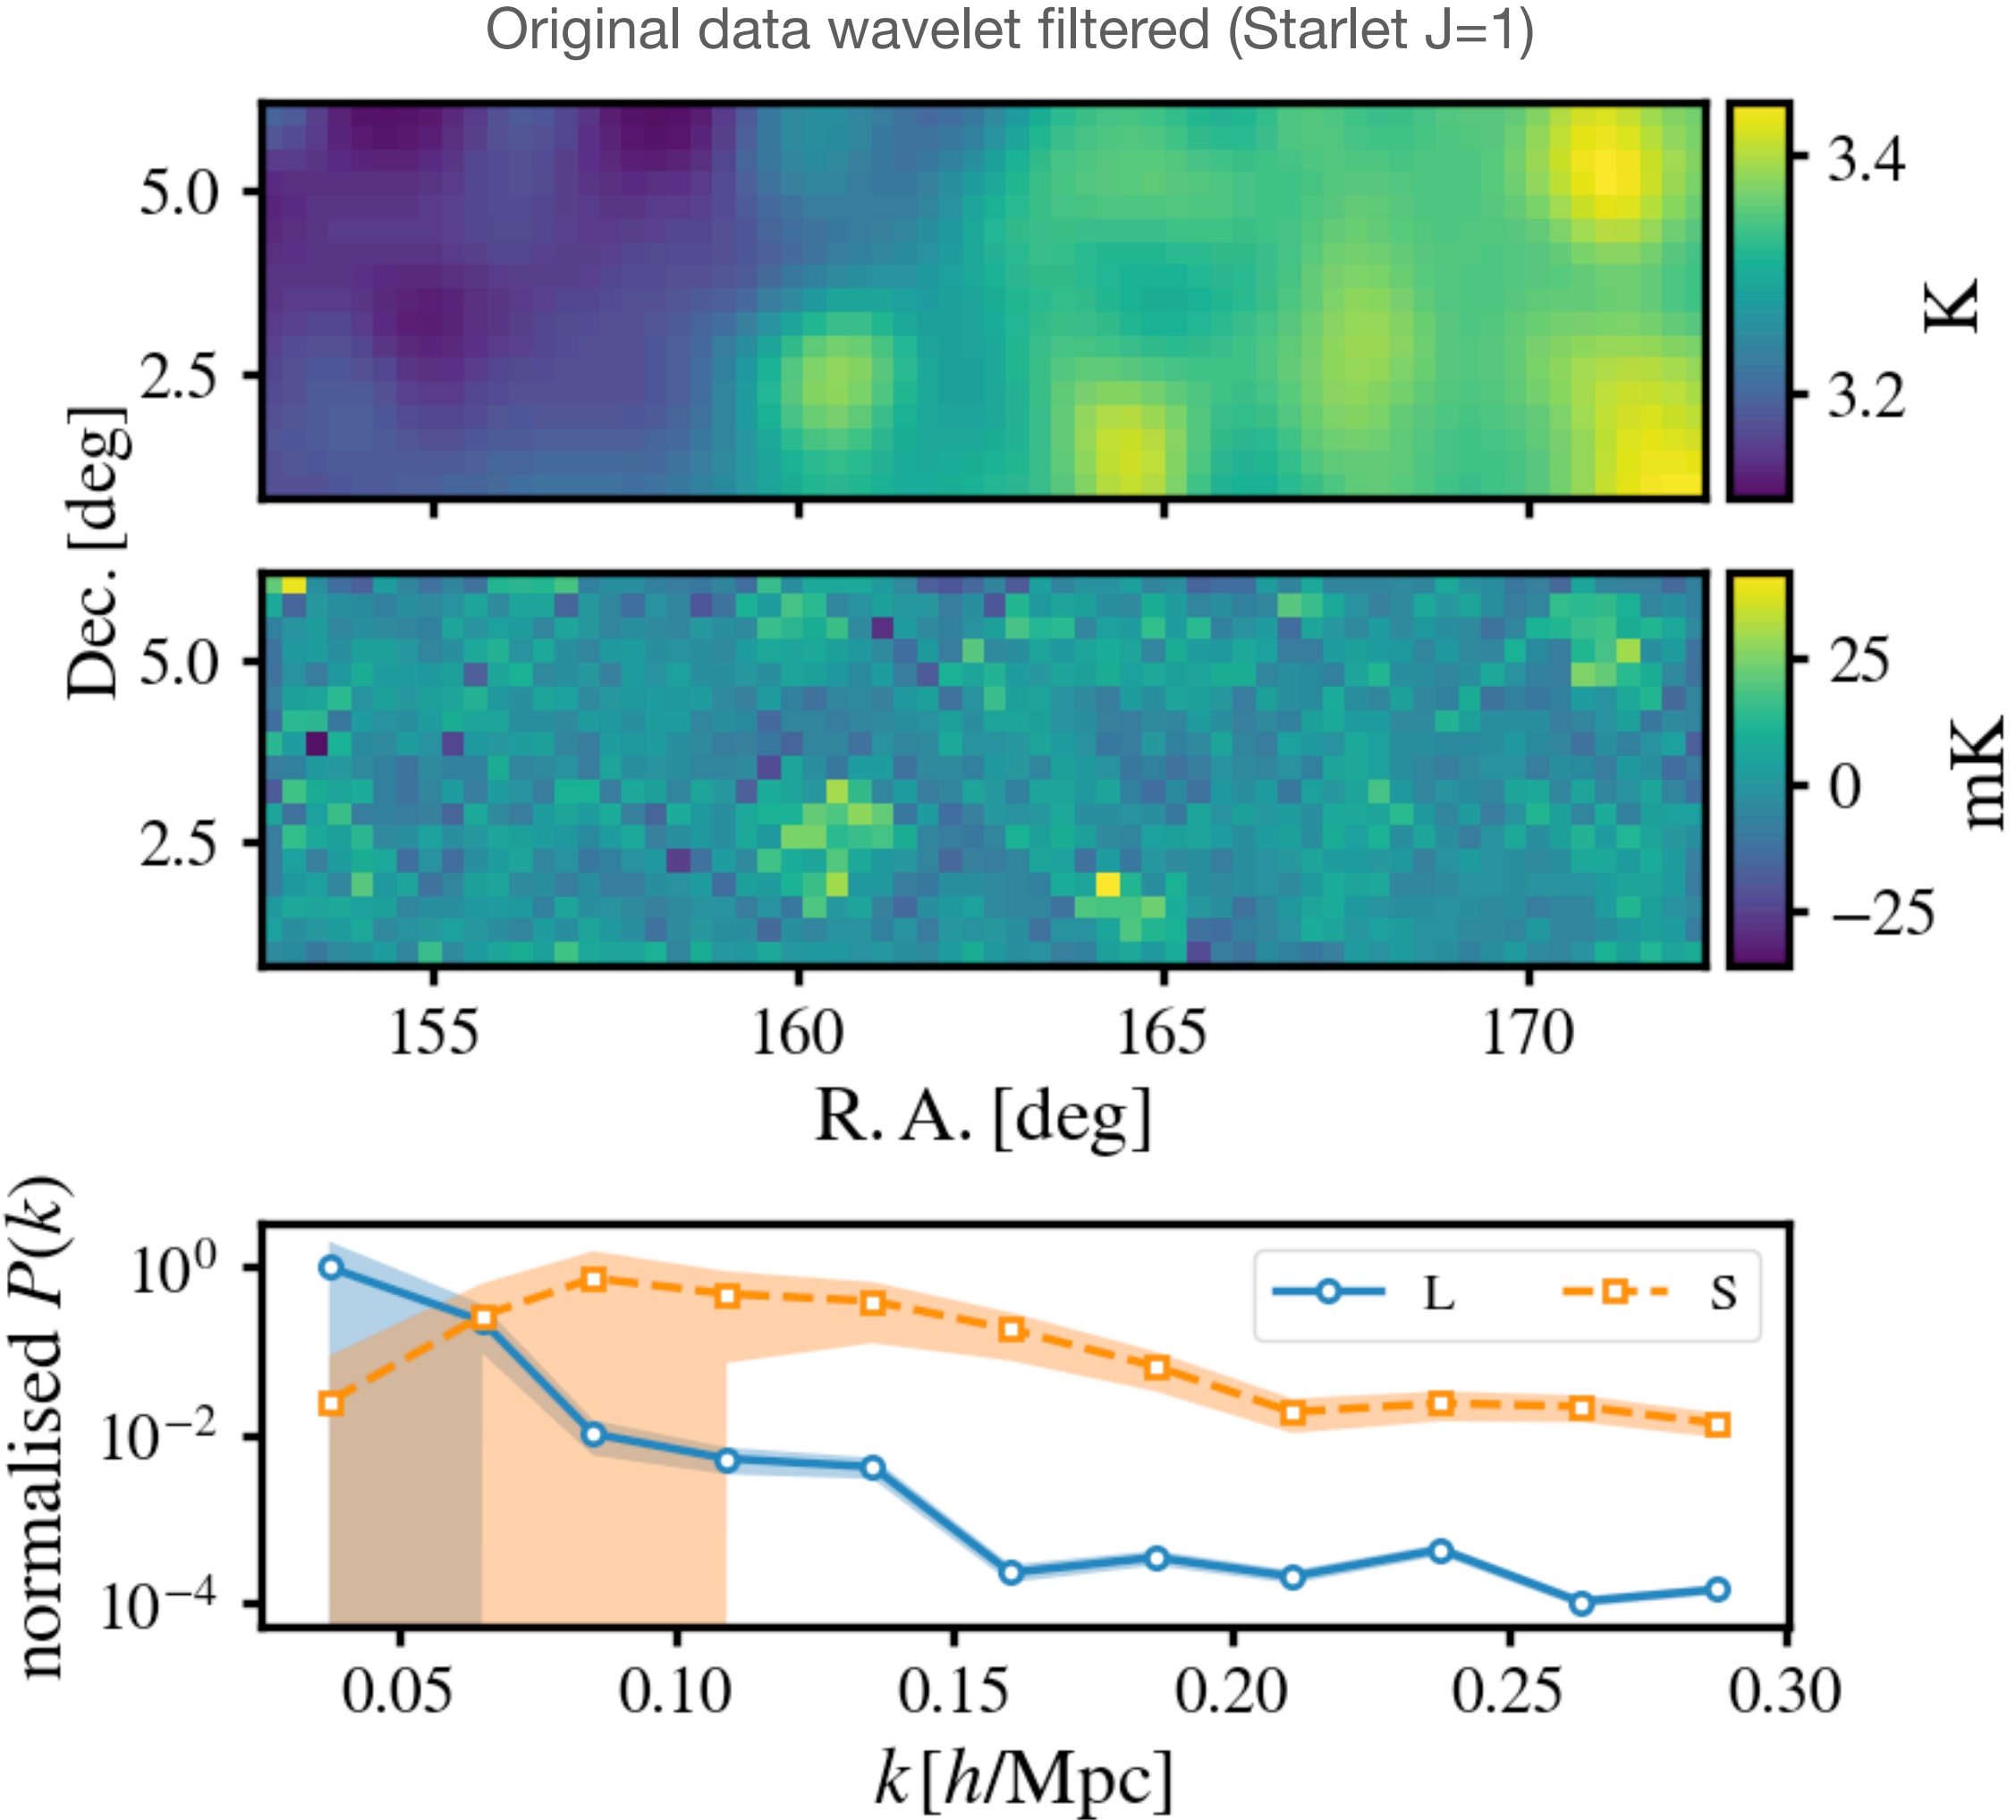 Original data wavelet filtered (Starlet J=1)
5.0
2.5
3.4
3.2
K
Dec. [deg]
5.0
2.5
25
0
−25
mK
155 160 165 170
R. A. [deg]
normalised P(k)
10⁰
10⁻²
10⁻⁴
L S
0.05 0.10 0.15 0.20 0.25 0.30
k [h/Mpc]